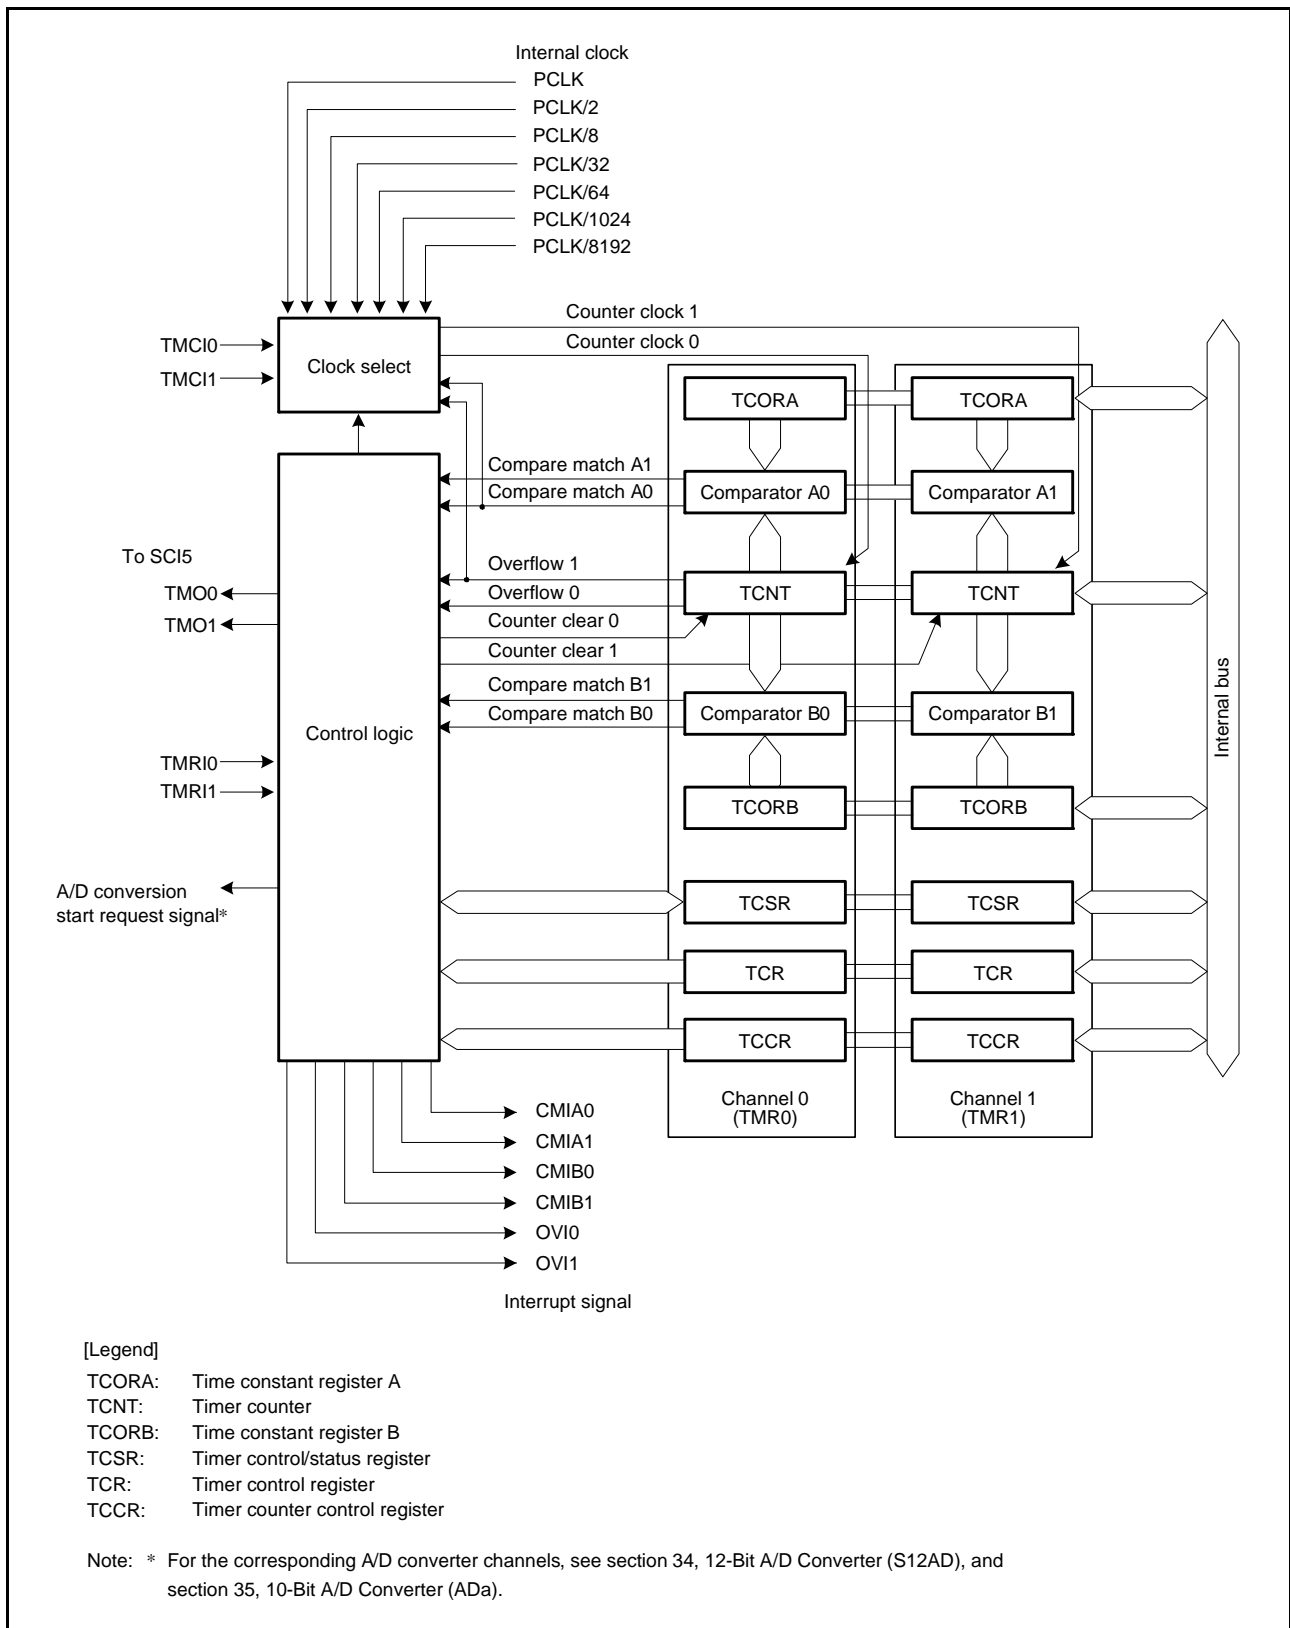 Internal clock
PCLK
PCLK/2
PCLK/8
PCLK/32
PCLK/64
PCLK/1024
PCLK/8192
Counter clock 1
Counter clock 0
TMCI0
TMCI1
Clock select
TCORA
TCORA
Compare match A1
Compare match A0
Comparator A0
Comparator A1
To SCI5
TMO0
TMO1
Overflow 1
Overflow 0
Counter clear 0
Counter clear 1
TCNT
TCNT
Compare match B1
Compare match B0
Comparator B0
Comparator B1
Internal bus
Control logic
TMRI0
TMRI1
TCORB
TCORB
A/D conversion
start request signal*
TCSR
TCSR
TCR
TCR
TCCR
TCCR
Channel 0
(TMR0)
Channel 1
(TMR1)
CMIA0
CMIA1
CMIB0
CMIB1
OVI0
OVI1
Interrupt signal
[Legend]
TCORA: Time constant register A
TCNT: Timer counter
TCORB: Time constant register B
TCSR: Timer control/status register
TCR: Timer control register
TCCR: Timer counter control register
Note: * For the corresponding A/D converter channels, see section 34, 12-Bit A/D Converter (S12AD), and
section 35, 10-Bit A/D Converter (ADa).